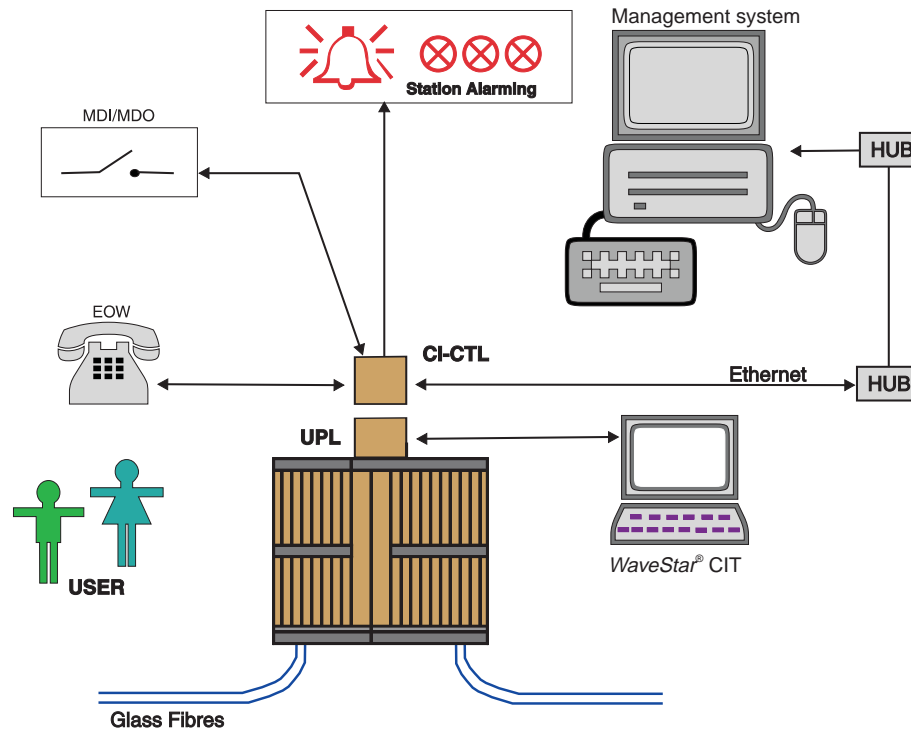 Management system
Station Alarming
MDI/MDO
HUB
EOW
CI-CTL
Ethernet
HUB
UPL
WaveStar® CIT
USER
Glass Fibres